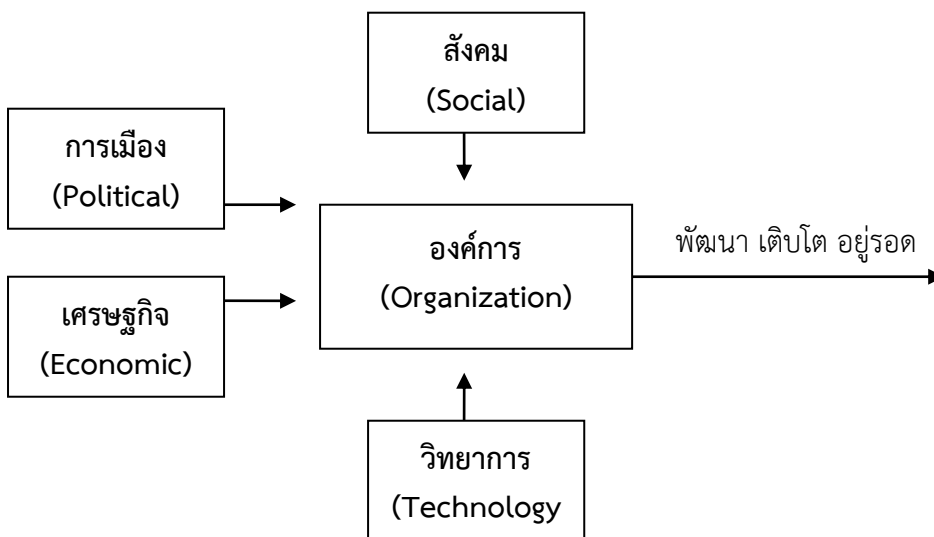 สังคม
(Social)
การเมือง
(Political)
องค์การ
(Organization)
พัฒนา เติบโต อยู่รอด
เศรษฐกิจ
(Economic)
วิทยาการ
(Technology